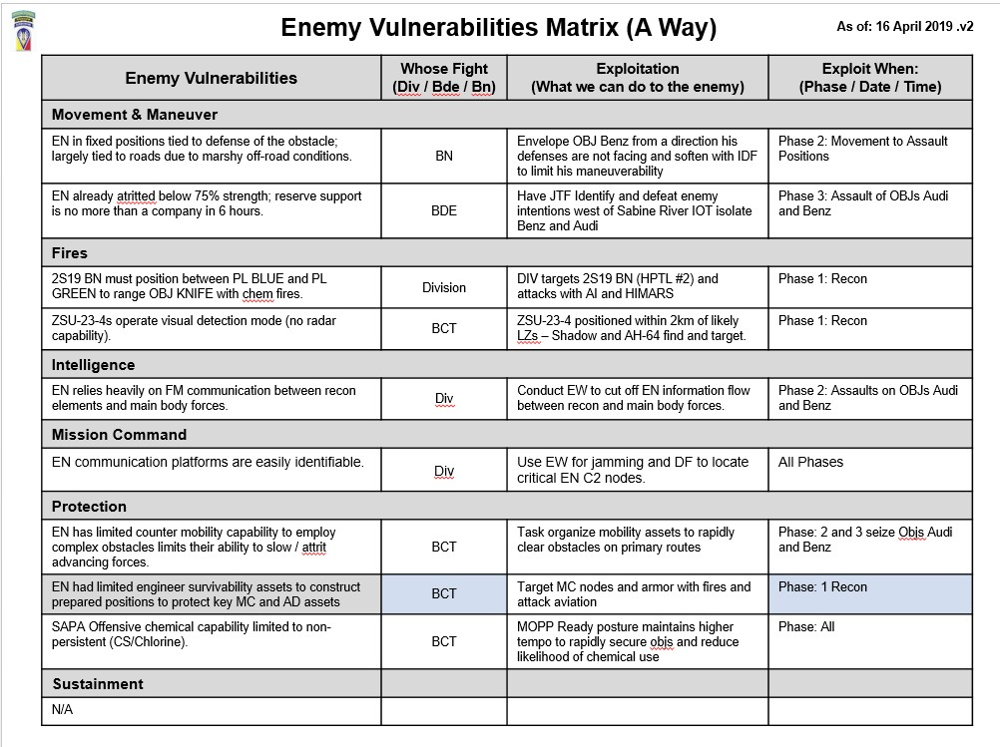 Enemy Vulnerabilities Matrix (A Way)
As of: 16 April 2019 .v2
Enemy Vulnerabilities
Whose Fight
(Div / Bde / Bn)
Exploitation
(What we can do to the enemy)
Exploit When:
(Phase / Date / Time)
Movement & Maneuver
EN in fixed positions tied to defense of the obstacle;
largely tied to roads due to marshy off-road conditions.
BN
Envelope OBJ Benz from a direction his
defenses are not facing and soften with IDF
to limit his maneuverability
Phase 2: Movement to Assault
Positions
EN already atritted below 75% strength; reserve support
is no more than a company in 6 hours.
BDE
Have JTF Identify and defeat enemy
intentions west of Sabine River IOT isolate
Benz and Audi
Phase 3: Assault of OBJs Audi
and Benz
Fires
2S19 BN must position between PL BLUE and PL
GREEN to range OBJ KNIFE with chem fires.
Division
DIV targets 2S19 BN (HPTL #2) and
attacks with AI and HIMARS
Phase 1: Recon
ZSU-23-4s operate visual detection mode (no radar
capability).
BCT
ZSU-23-4 positioned within 2km of likely
LZs – Shadow and AH-64 find and target.
Phase 1: Recon
Intelligence
EN relies heavily on FM communication between recon
elements and main body forces.
Div
Conduct EW to cut off EN information flow
between recon and main body forces.
Phase 2: Assaults on OBJs Audi
and Benz
Mission Command
EN communication platforms are easily identifiable.
Div
Use EW for jamming and DF to locate
critical EN C2 nodes.
All Phases
Protection
EN has limited counter mobility capability to employ
complex obstacles limits their ability to slow / attrit
advancing forces.
BCT
Task organize mobility assets to rapidly
clear obstacles on primary routes
Phase: 2 and 3 seize Objs Audi
and Benz
EN had limited engineer survivability assets to construct
prepared positions to protect key MC and AD assets
BCT
Target MC nodes and armor with fires and
attack aviation
Phase: 1 Recon
SAPA Offensive chemical capability limited to non-
persistent (CS/Chlorine).
BCT
MOPP Ready posture maintains higher
tempo to rapidly secure objs and reduce
likelihood of chemical use
Phase: All
Sustainment
N/A